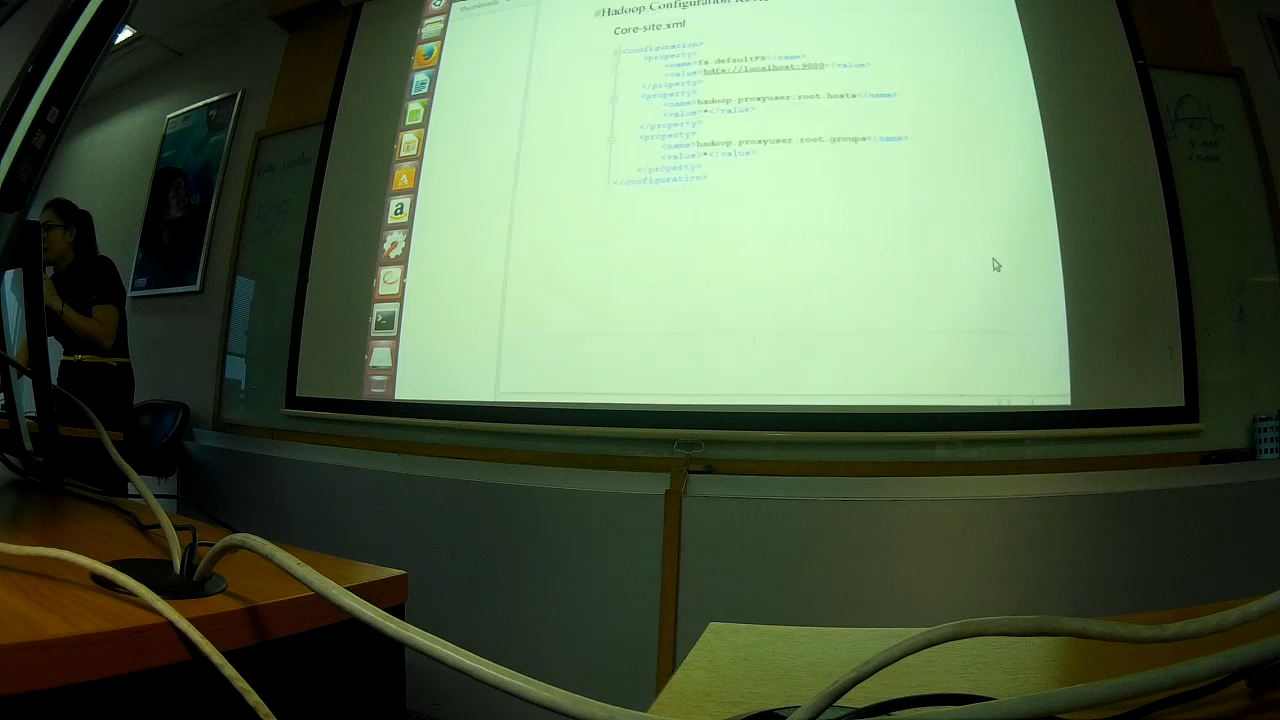 Thumbnails
#Hadoop Configuration
Core-site.xml
<configuration>
<property>
<name>fs.defaultFS</name>
<value>hdfs://localhost:9000</value>
</property>
<property>
<name>hadoop.proxyuser.root.hosts</name>
<value>*</value>
</property>
<property>
<name>hadoop.proxyuser.root.groups</name>
<value>*</value>
</property>
</configuration>
a